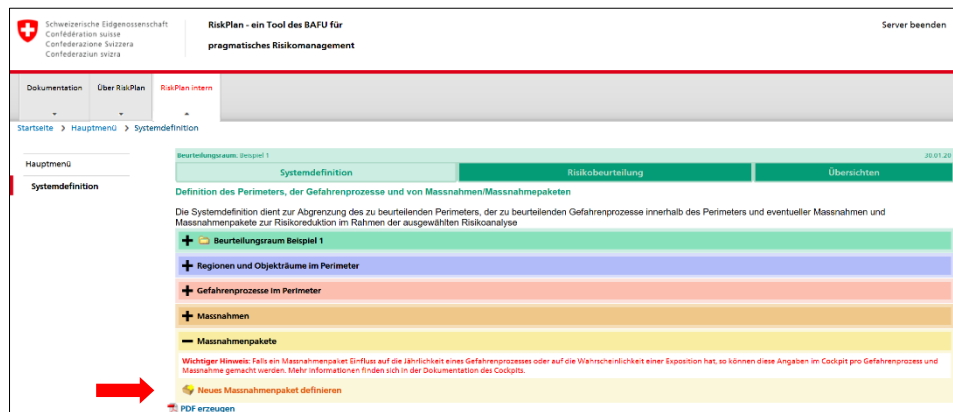 Schweizerische Eidgenossenschaft
Confédération suisse
Confederazione Svizzera
Confederaziun svizra
RiskPlan - ein Tool des BAFU für
pragmatisches Risikomanagement
Server beenden
Dokumentation
Über RiskPlan
RiskPlan intern
Startseite > Hauptmenü > Systemdefinition
Hauptmenü
Systemdefinition
Beurteilungsraum: Beispiel 1
20.01.20
Systemdefinition
Risikobeurteilung
Übersichten
Definition des Perimeters, der Gefahrenprozesse und von Massnahmen/Massnahmepaketen
Die Systemdefinition dient zur Abgrenzung des zu beurteilenden Perimeters, der zu beurteilenden Gefahrenprozesse innerhalb des Perimeters und eventueller Massnahmen und
Massnahmenpakete zur Risikoreduktion im Rahmen der ausgewählten Risikoanalyse
Beurteilungsraum Beispiel 1
Regionen und Objekträume im Perimeter
Gefahrenprozesse im Perimeter
Massnahmen
Massnahmenpakete
Wichtiger Hinweis: Falls ein Massnahmenpaket Einfluss auf die Jährlichkeit eines Gefahrenprozesses oder auf die Wahrscheinlichkeit einer Exposition hat, so können diese Angaben im Cockpit pro Gefahrenprozess und
Massnahme gemacht werden. Mehr Informationen finden sich in der Dokumentation des Cockpits.
Neues Massnahmenpaket definieren
PDF erzeugen